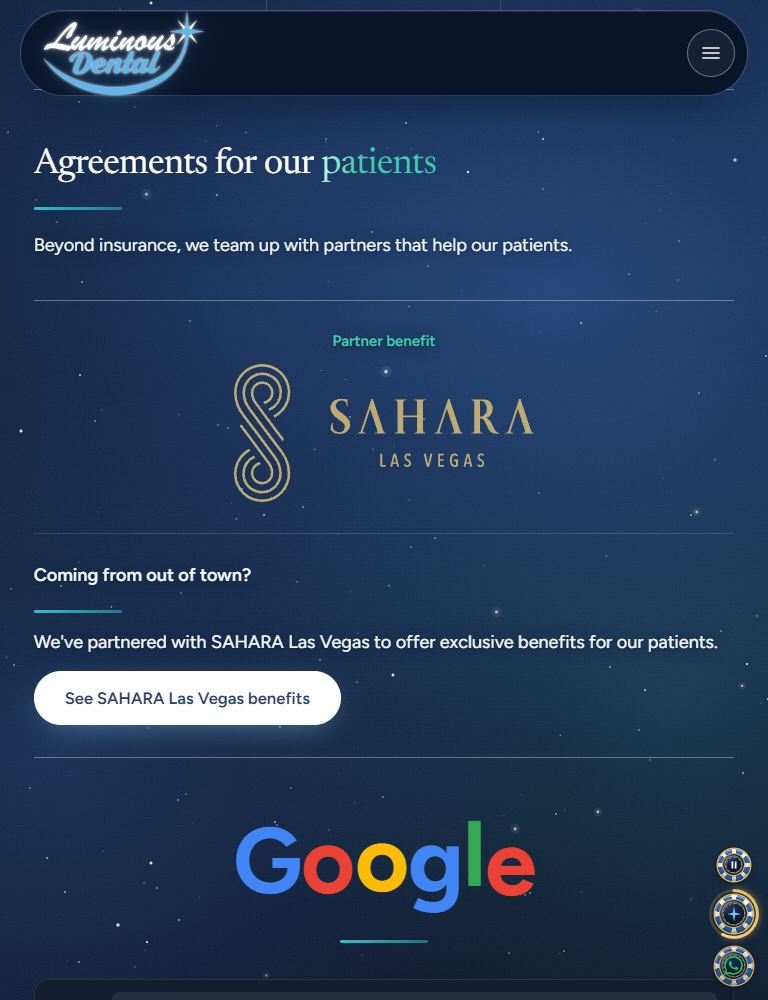 Luminous
Dental
Agreements for our patients
Beyond insurance, we team up with partners that help our patients.
Partner benefit
SAHARA
LAS VEGAS
Coming from out of town?
We've partnered with SAHARA Las Vegas to offer exclusive benefits for our patients.
See SAHARA Las Vegas benefits
Google